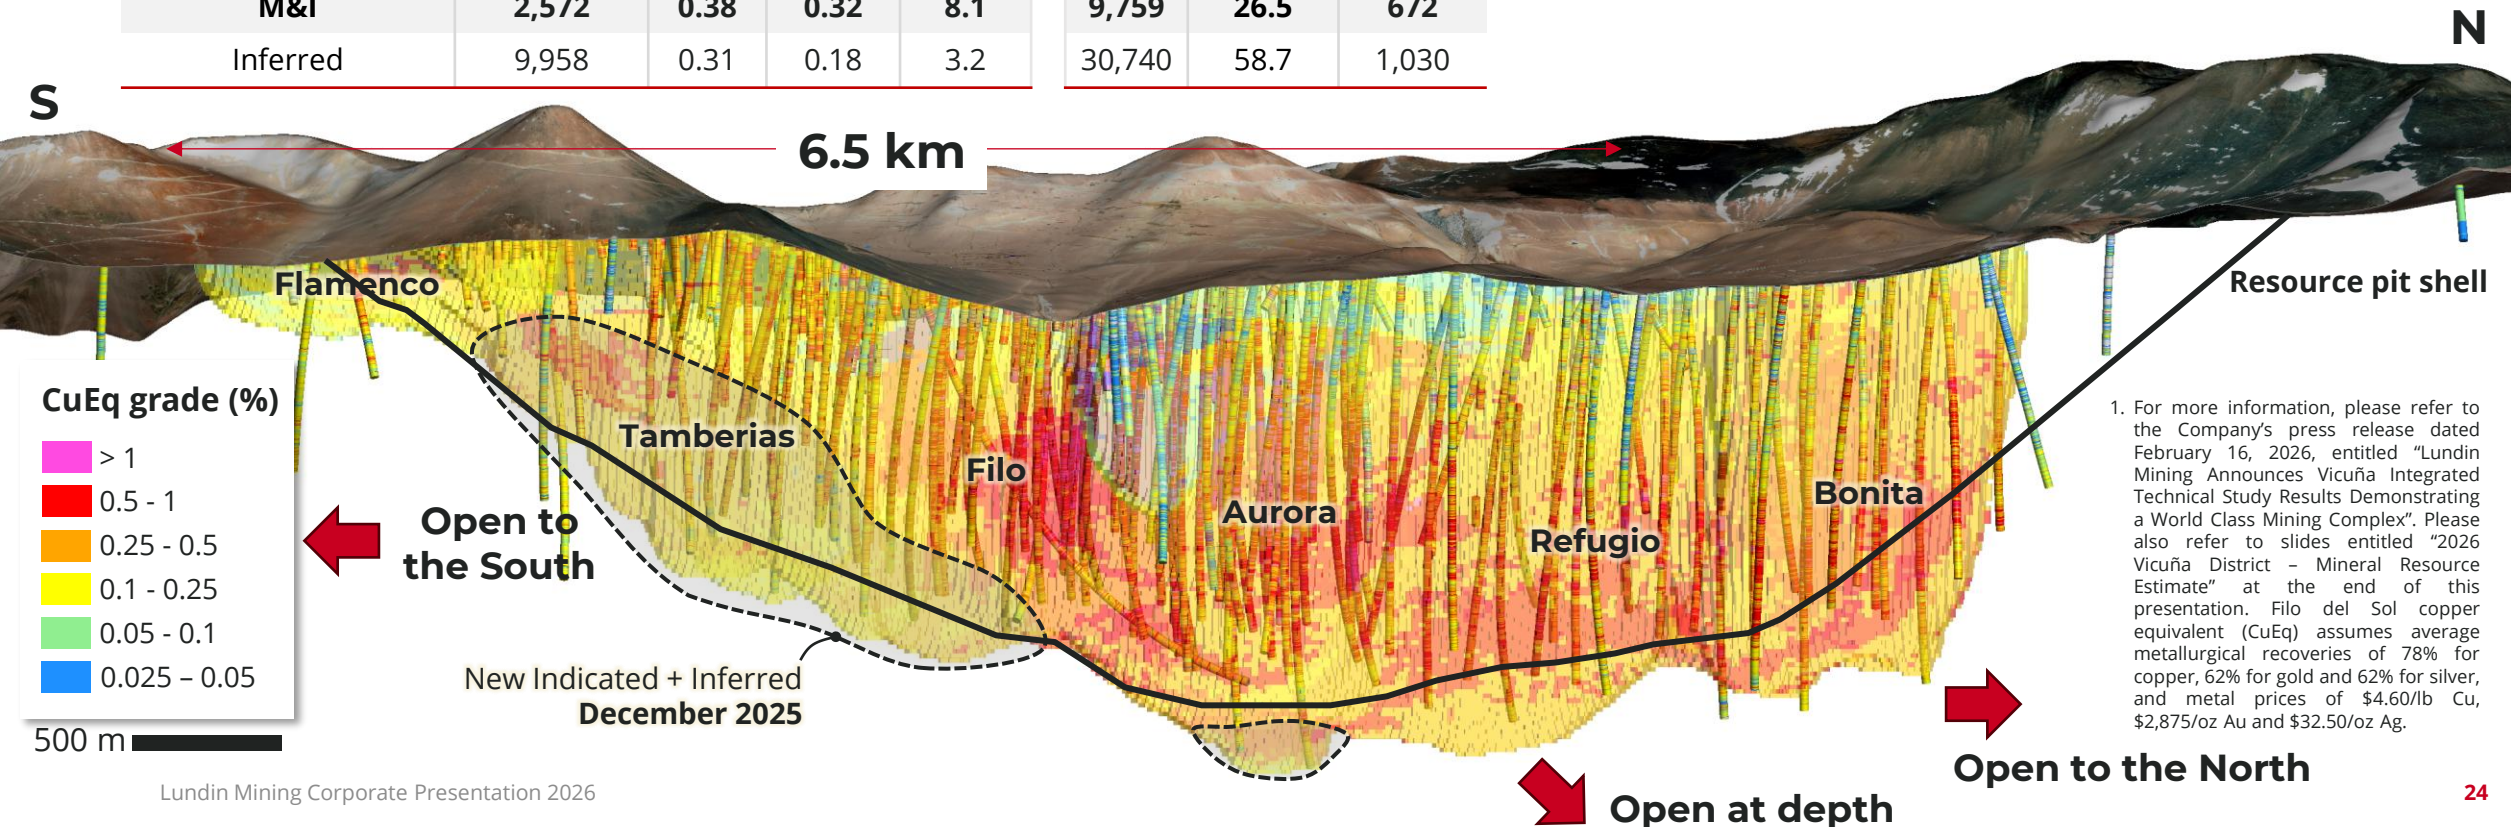 M&I 2,572 0.38 0.32 8.1 9,759 26.5 672
Inferred 9,958 0.31 0.18 3.2 30,740 58.7 1,030
N
S
6.5 km
Flamenco
Resource pit shell
CuEq grade (%)
> 1
0.5 - 1
0.25 - 0.5
0.1 - 0.25
0.05 - 0.1
0.025 – 0.05
500 m
Tamberias
Filo
Aurora
Refugio
Bonita
Open to
the South
New Indicated + Inferred
December 2025
1. For more information, please refer to
the Company’s press release dated
February 16, 2026, entitled “Lundin
Mining Announces Vicuña Integrated
Technical Study Results Demonstrating
a World Class Mining Complex”. Please
also refer to slides entitled “2026
Vicuña District – Mineral Resource
Estimate” at the end of this
presentation. Filo del Sol copper
equivalent (CuEq) assumes average
metallurgical recoveries of 78% for
copper, 62% for gold and 62% for silver,
and metal prices of $4.60/lb Cu,
$2,875/oz Au and $32.50/oz Ag.
Open to the North
Open at depth
Lundin Mining Corporate Presentation 2026
24